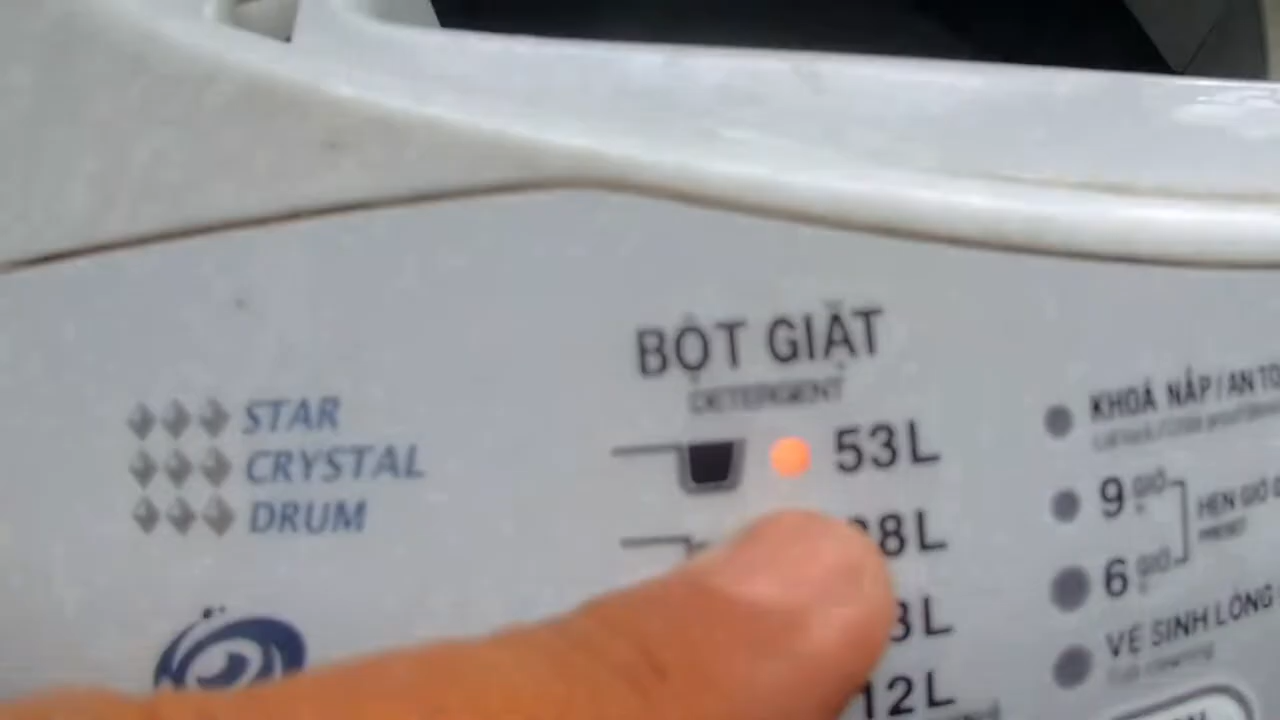 BỘT GIẶT
DETERGENT
STAR
CRYSTAL
DRUM
53L
8L
3L
12L
KHOÁ NẮP/AN TO
9 GIỜ
6 GIỜ
HẸN GIỜ
PRESET
VỆ SINH LỒNG